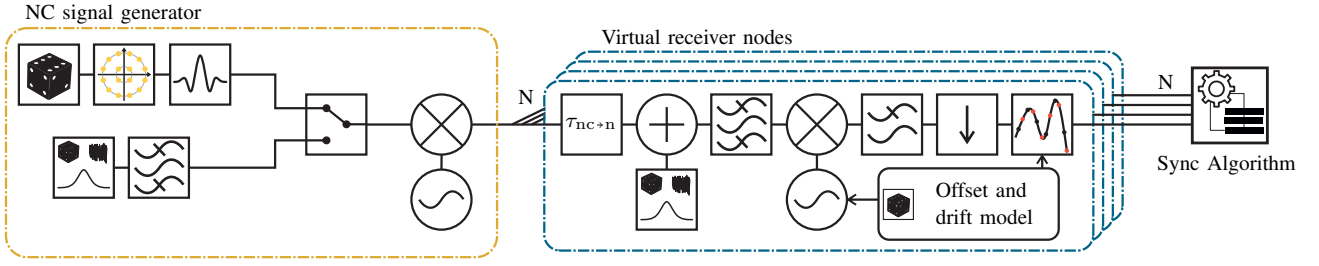 NC signal generator
Virtual receiver nodes
N
τnc→n
N
Sync Algorithm
Offset and
drift model